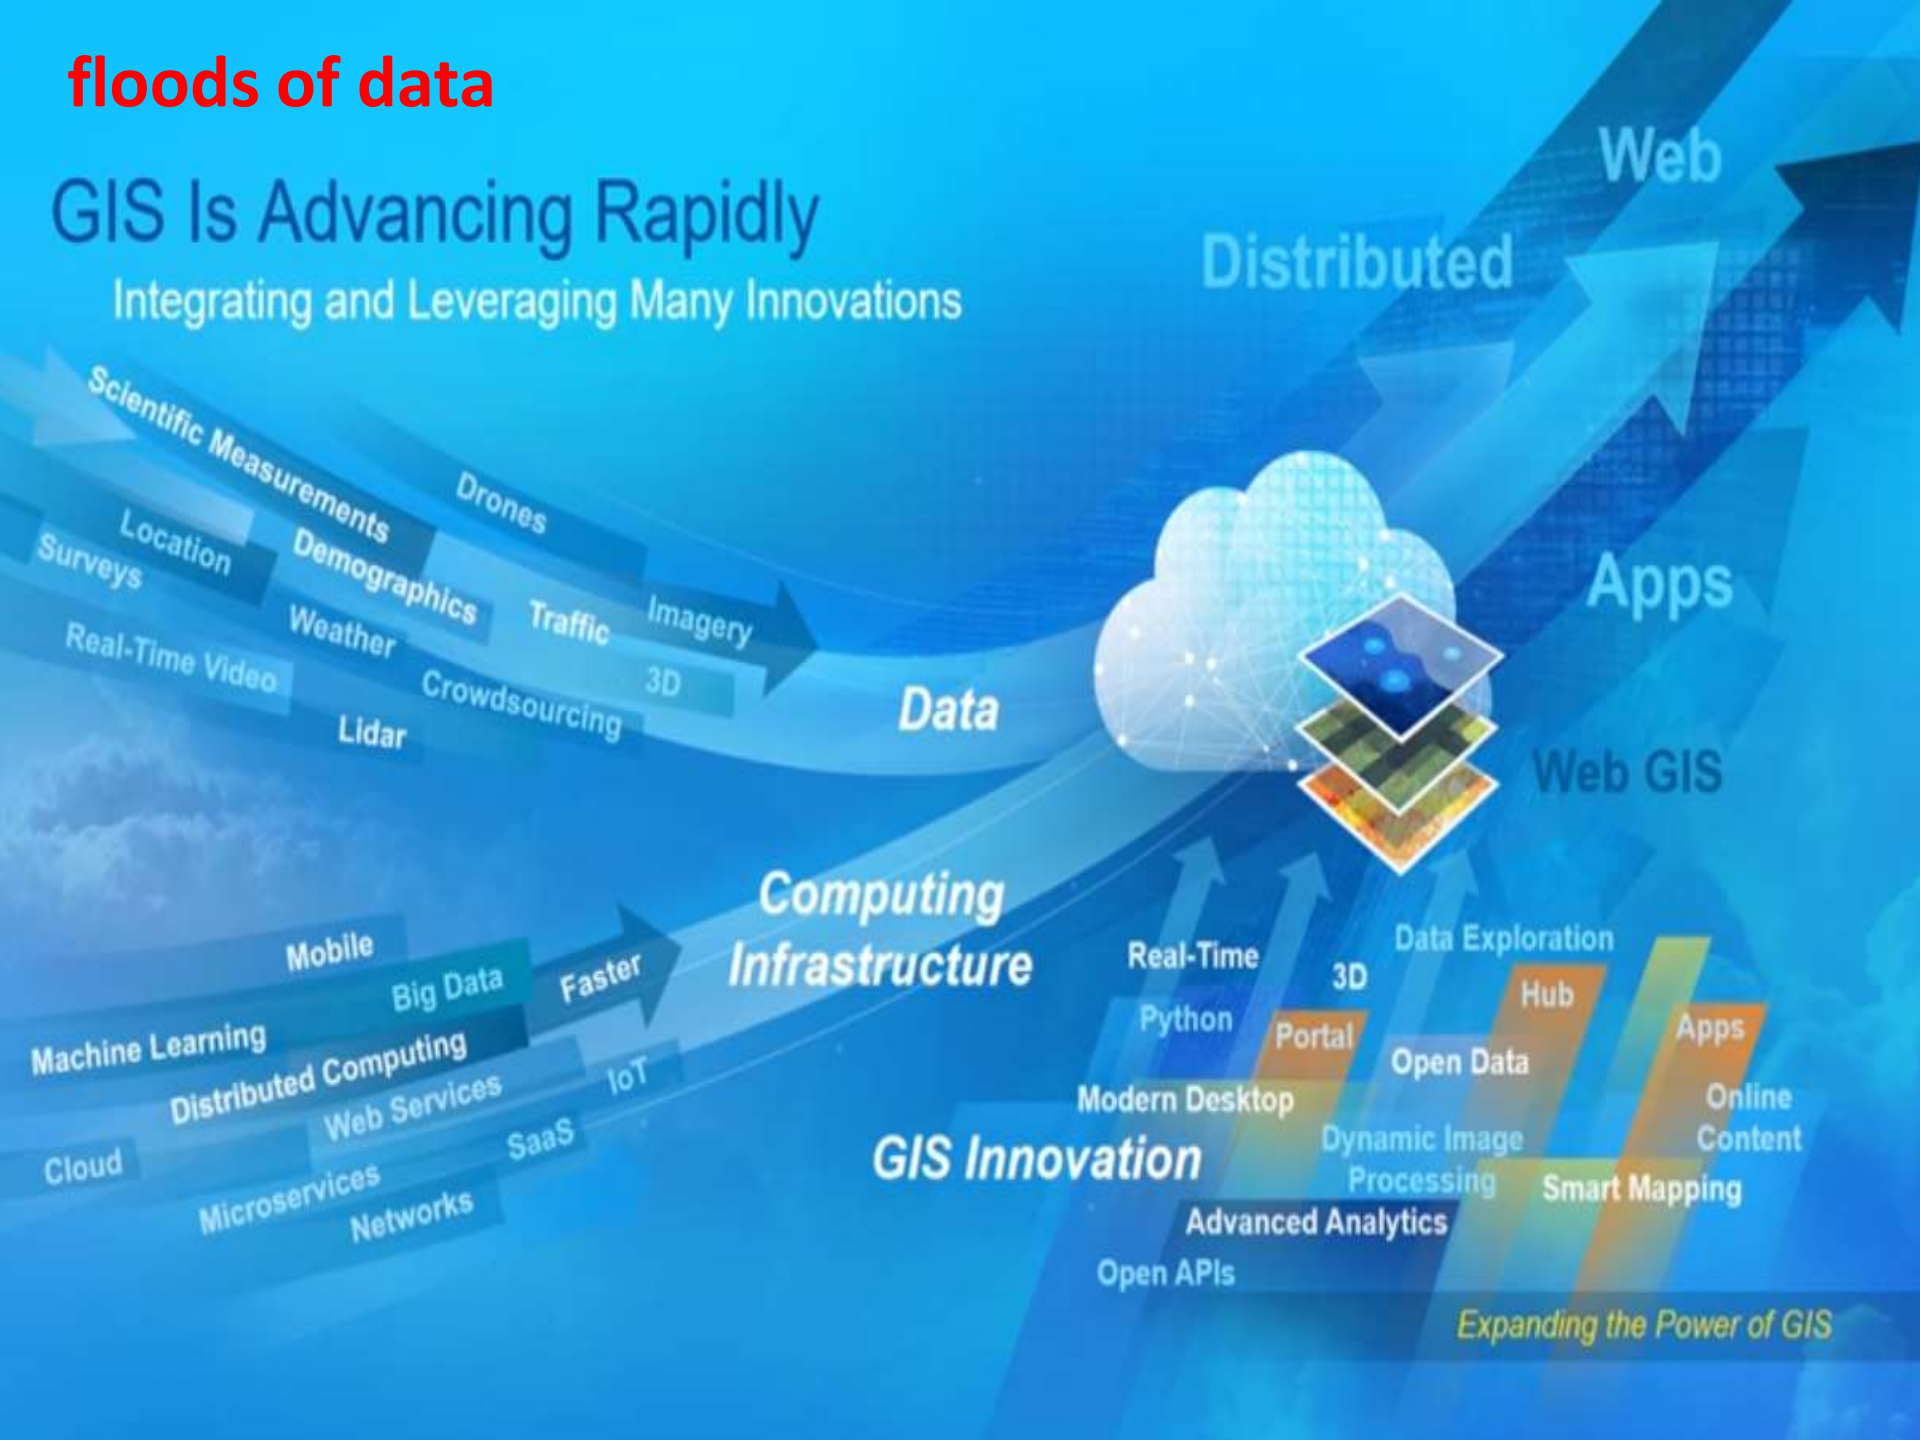 floods of data
GIS Is Advancing Rapidly
Integrating and Leveraging Many Innovations
Web
Distributed
Apps
Web GIS
Scientific Measurements
Drones
Location
Demographics
Surveys
Weather
Traffic
Imagery
Real-Time Video
Crowdsourcing
3D
Lidar
Data
Computing
Infrastructure
Mobile
Big Data
Faster
Machine Learning
Distributed Computing
Web Services
IoT
Cloud
SaaS
Microservices
Networks
GIS Innovation
Real-Time
3D
Data Exploration
Python
Portal
Hub
Apps
Open Data
Modern Desktop
Online
Content
Dynamic Image
Processing
Smart Mapping
Advanced Analytics
Open APIs
Expanding the Power of GIS